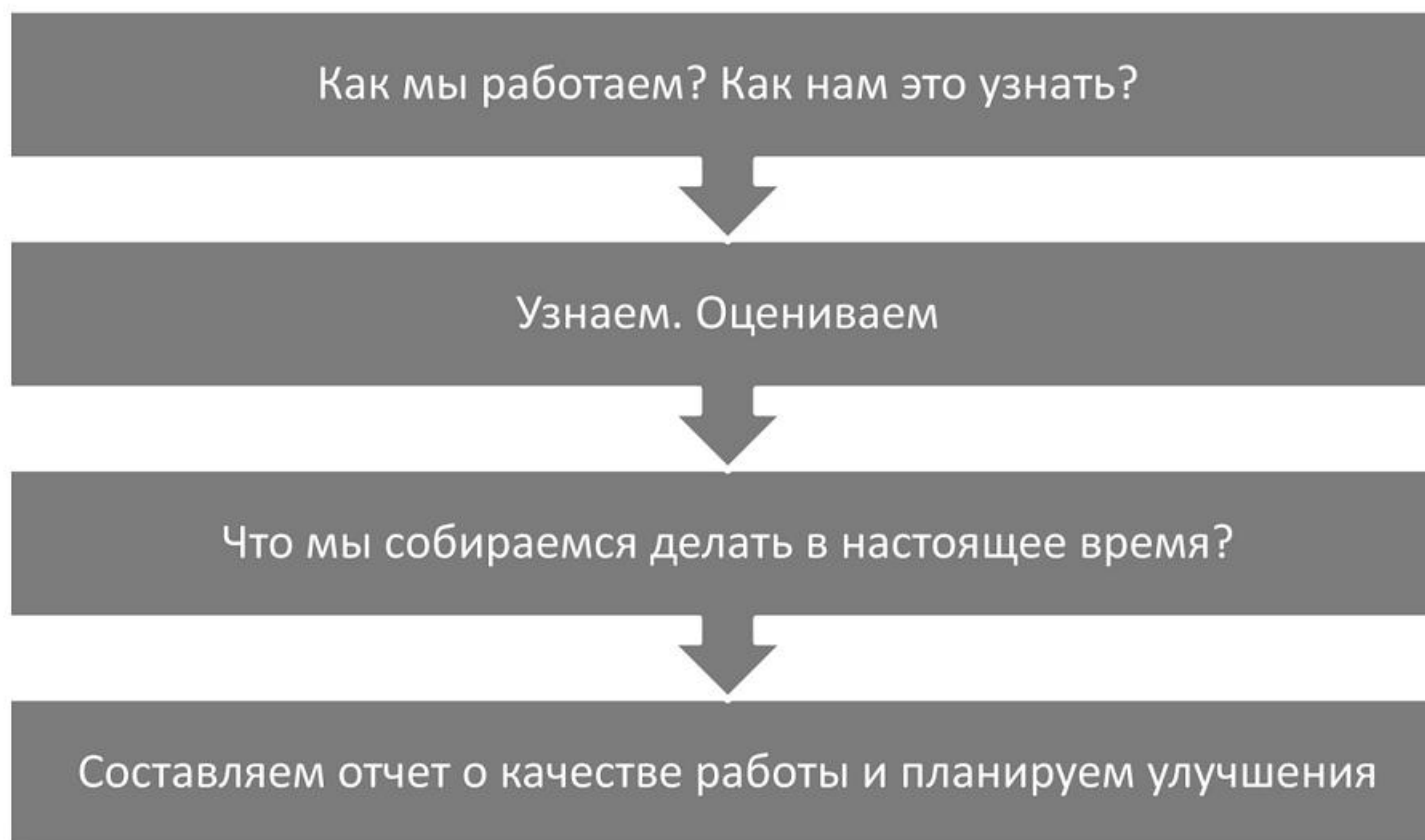 Как мы работаем? Как нам это узнать?
Узнаем. Оцениваем
Что мы собираемся делать в настоящее время?
Составляем отчет о качестве работы и планируем улучшения